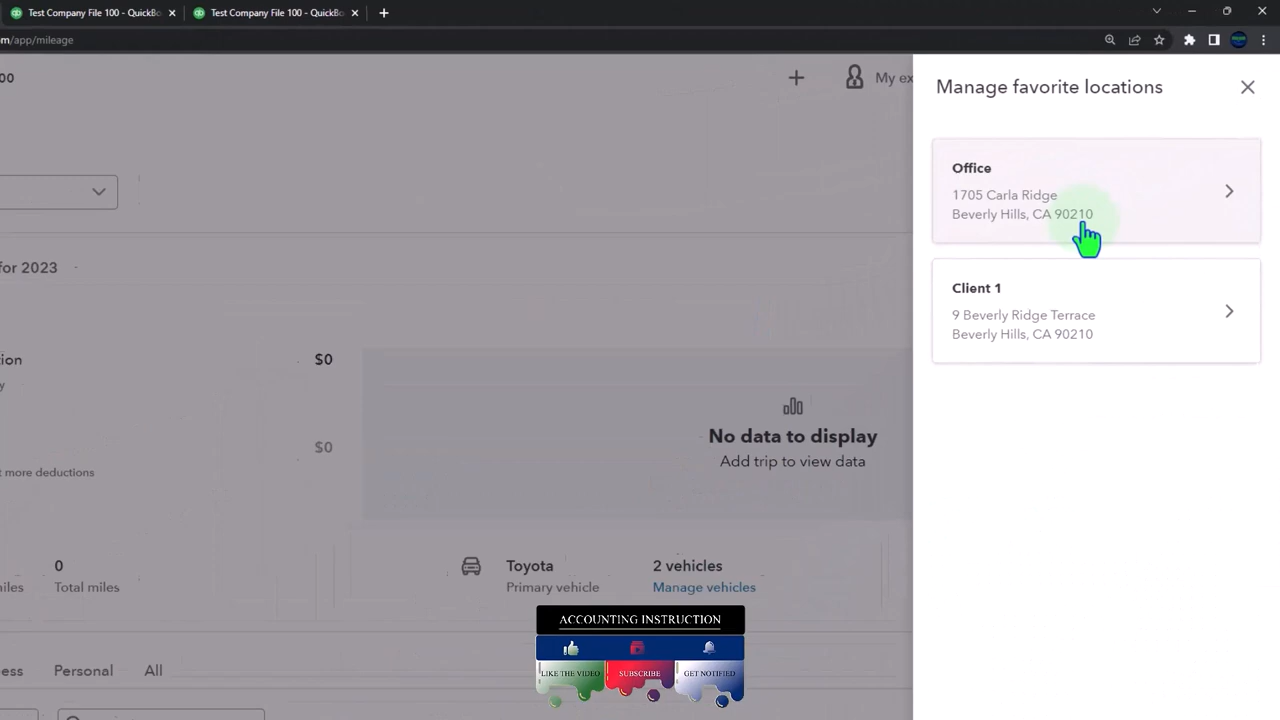 Test Company File 100 - QuickBo
Test Company File 100 - QuickBo
m/app/mileage
00
My ex
Manage favorite locations
Office
1705 Carla Ridge
Beverly Hills, CA 90210
Client 1
9 Beverly Ridge Terrace
Beverly Hills, CA 90210
for 2023
tion
$0
y
$0
t more deductions
No data to display
Add trip to view data
0
miles
Total miles
Toyota
Primary vehicle
2 vehicles
Manage vehicles
ess
Personal
All
ACCOUNTING INSTRUCTION
LIKE THE VIDEO
SUBSCRIBE
GET NOTIFIED